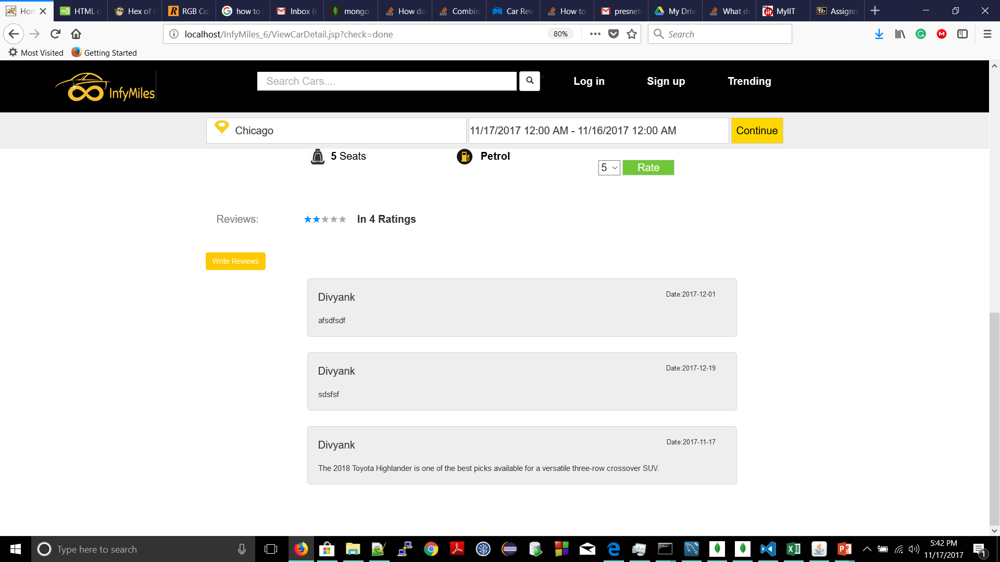 Hom
HTML o
Hex of t
RGB Co
how to
Inbox (6
mongo
How do
Combin
Car Rev
How to
presnet
My Driv
What d
MyIIT
Assignm
localhost/InfyMiles_6/ViewCarDetail.jsp?check=done
80%
Search
Most Visited
Getting Started
InfyMiles
Search Cars....
Log in
Sign up
Trending
Chicago
11/17/2017 12:00 AM - 11/16/2017 12:00 AM
Continue
5 Seats
Petrol
5
Rate
Reviews:
In 4 Ratings
Write Reviews
Divyank
Date:2017-12-01
afsdfsdf
Divyank
Date:2017-12-19
sdsfsf
Divyank
Date:2017-11-17
The 2018 Toyota Highlander is one of the best picks available for a versatile three-row crossover SUV.
Type here to search
5:42 PM
11/17/2017
1